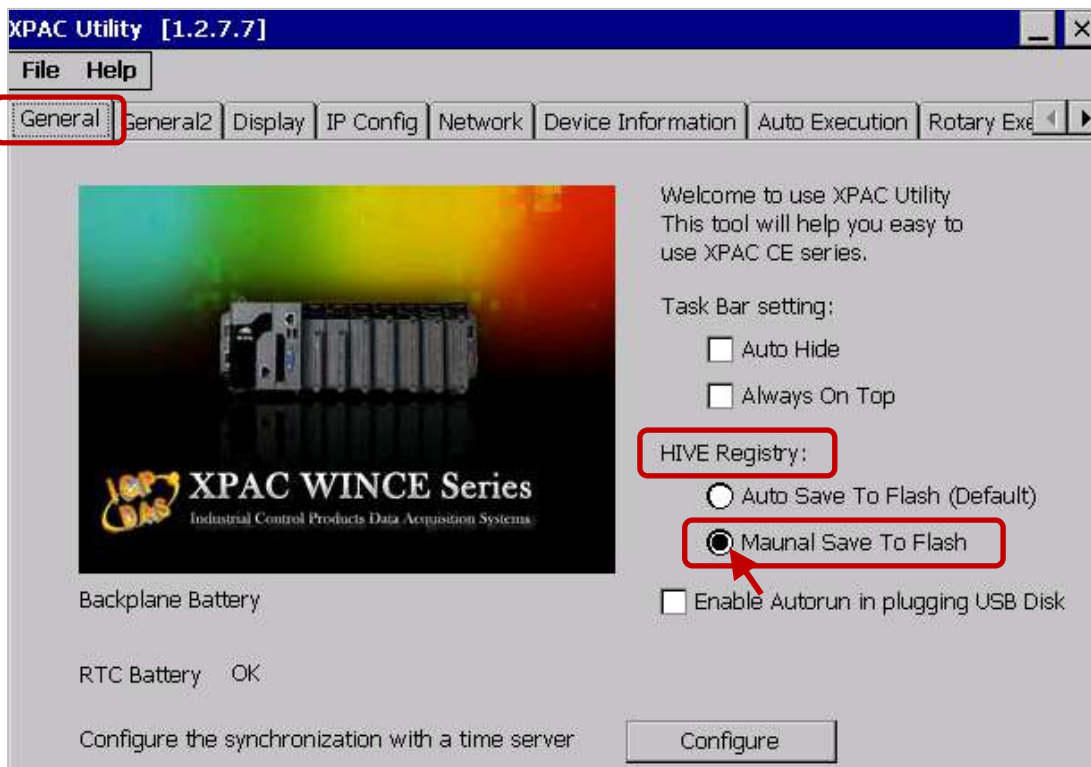 XPAC Utility [1.2.7.7]
File Help
General General2 Display IP Config Network Device Information Auto Execution Rotary Exe
Welcome to use XPAC Utility
This tool will help you easy to
use XPAC CE series.
Task Bar setting:
Auto Hide
Always On Top
HIVE Registry:
Auto Save To Flash (Default)
Maunal Save To Flash
Enable Autorun in plugging USB Disk
ICP DAS
XPAC WINCE Series
Industrial Control Products Data Acquisition Systems
Backplane Battery
RTC Battery OK
Configure the synchronization with a time server Configure